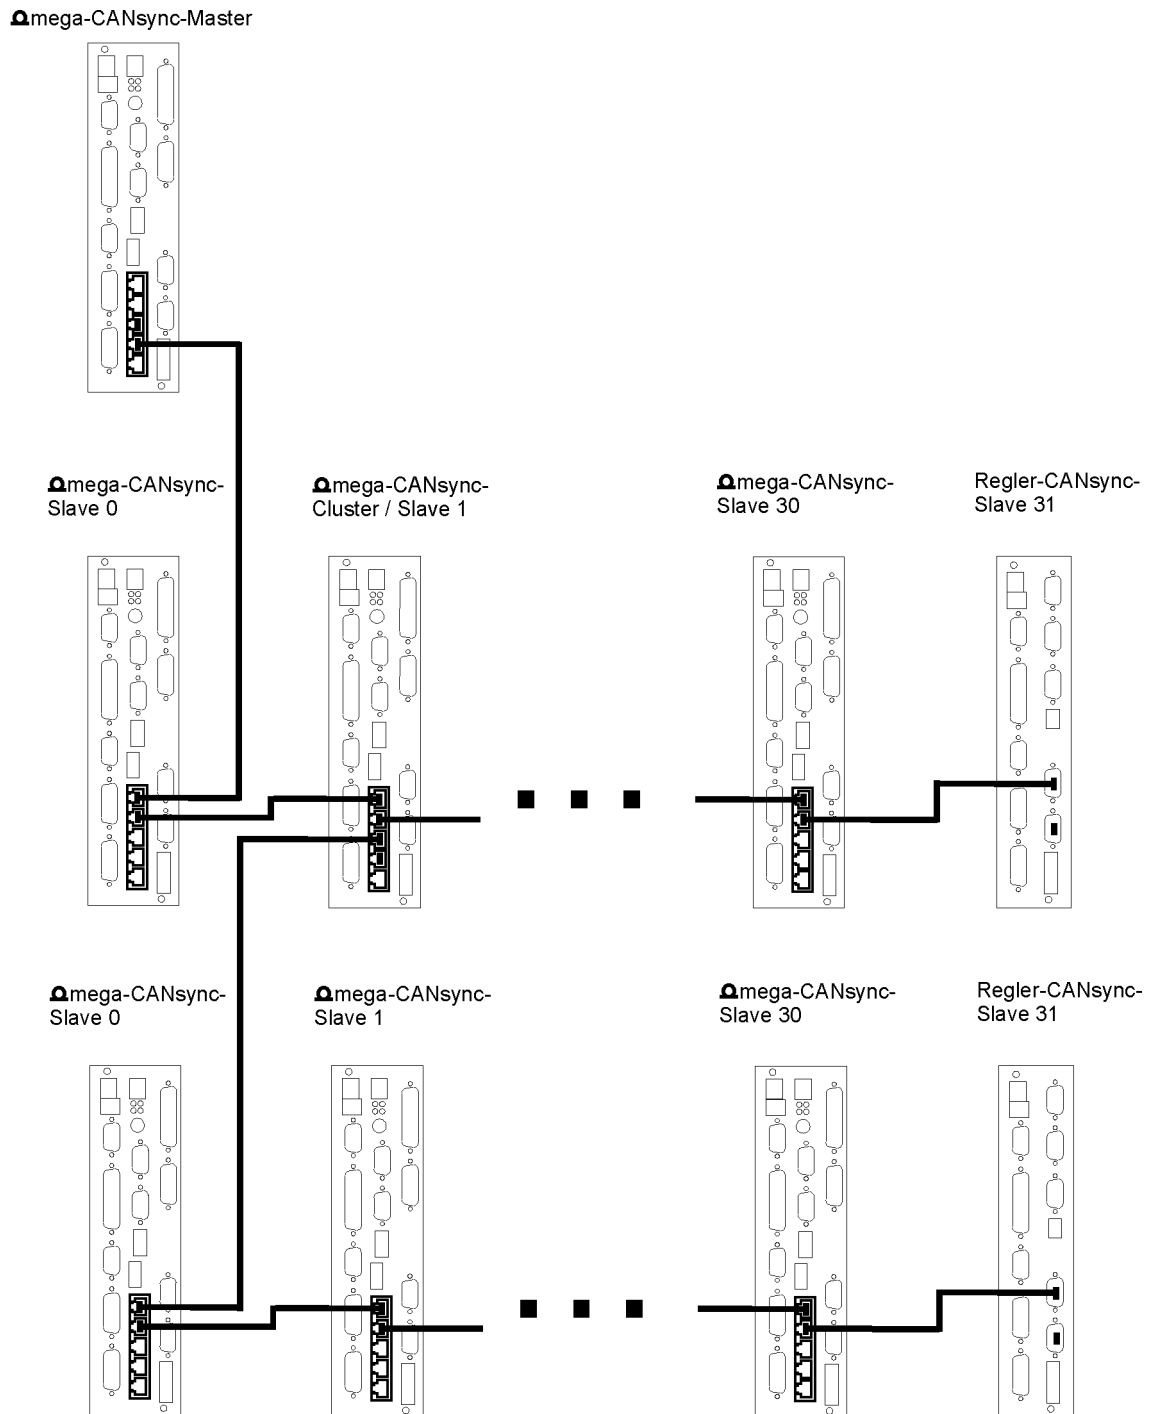 Ωmega-CANsync-Master
Ωmega-CANsync-
Slave 0
Ωmega-CANsync-
Cluster / Slave 1
Ωmega-CANsync-
Slave 30
Regler-CANsync-
Slave 31
Ωmega-CANsync-
Slave 0
Ωmega-CANsync-
Slave 1
Ωmega-CANsync-
Slave 30
Regler-CANsync-
Slave 31